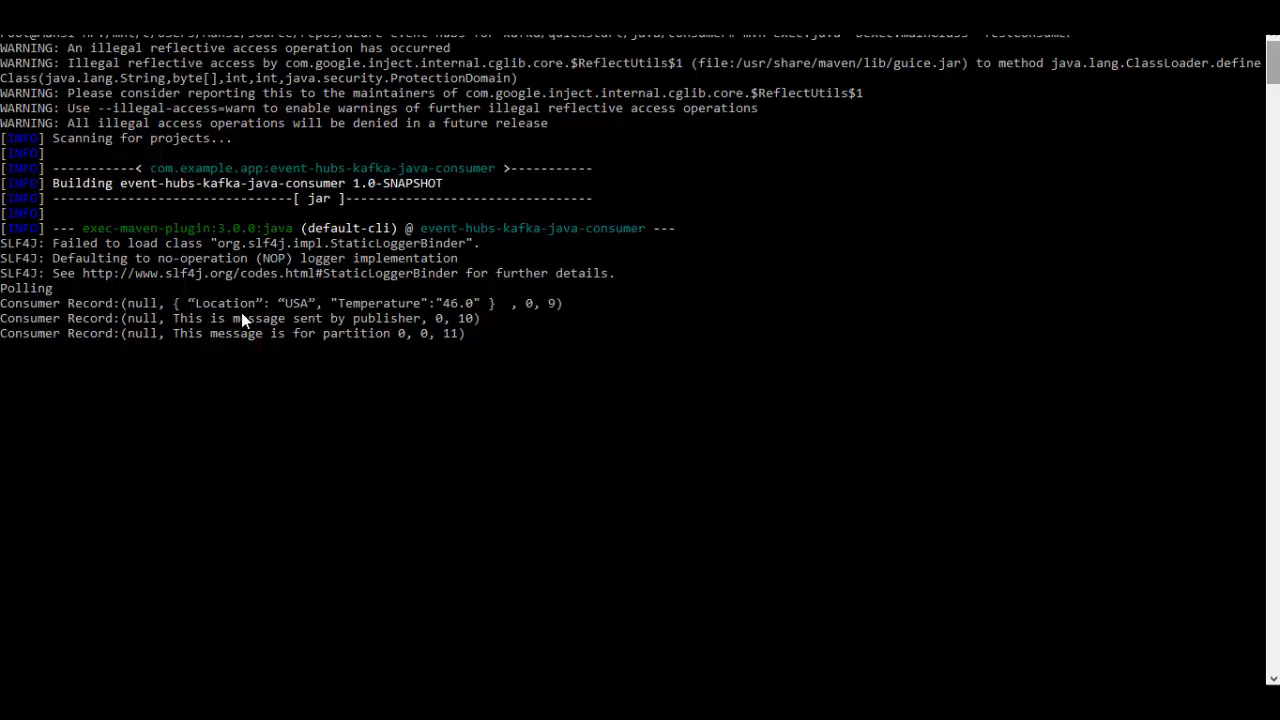 WARNING: An illegal reflective access operation has occurred
WARNING: Illegal reflective access by com.google.inject.internal.cglib.core.$ReflectUtils$1 (file:/usr/share/maven/lib/guice.jar) to method java.lang.ClassLoader.define
Class(java.lang.String,byte[],int,int,java.security.ProtectionDomain)
WARNING: Please consider reporting this to the maintainers of com.google.inject.internal.cglib.core.$ReflectUtils$1
WARNING: Use --illegal-access=warn to enable warnings of further illegal reflective access operations
WARNING: All illegal access operations will be denied in a future release
[INFO] Scanning for projects...
[INFO]
[INFO] -----------< com.example.app:event-hubs-kafka-java-consumer >-----------
[INFO] Building event-hubs-kafka-java-consumer 1.0-SNAPSHOT
[INFO] --------------------------------[ jar ]---------------------------------
[INFO]
[INFO] --- exec-maven-plugin:3.0.0:java (default-cli) @ event-hubs-kafka-java-consumer ---
SLF4J: Failed to load class "org.slf4j.impl.StaticLoggerBinder".
SLF4J: Defaulting to no-operation (NOP) logger implementation
SLF4J: See http://www.slf4j.org/codes.html#StaticLoggerBinder for further details.
Polling
Consumer Record:(null, { “Location”: “USA”, "Temperature":"46.0" }  , 0, 9)
Consumer Record:(null, This is message sent by publisher, 0, 10)
Consumer Record:(null, This message is for partition 0, 0, 11)